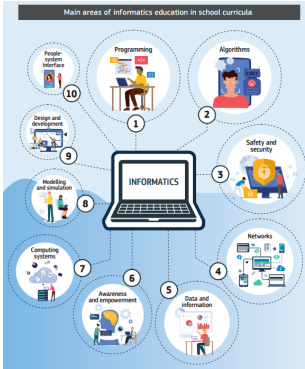 Main areas of informatics education in school curricula
Programming
1
Algorithms
2
Safety and
security
3
Networks
4
Data and
information
5
Awareness and empowerment
6
Computing
systems
7
Modelling
and simulation
8
Design and
development
9
People-
system
interface
10
INFORMATICS